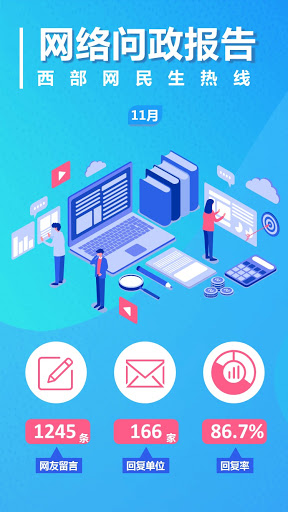 网络问政报告
西部网民生热线
11月
1245条
166家
86.7%
网友留言
回复单位
回复率